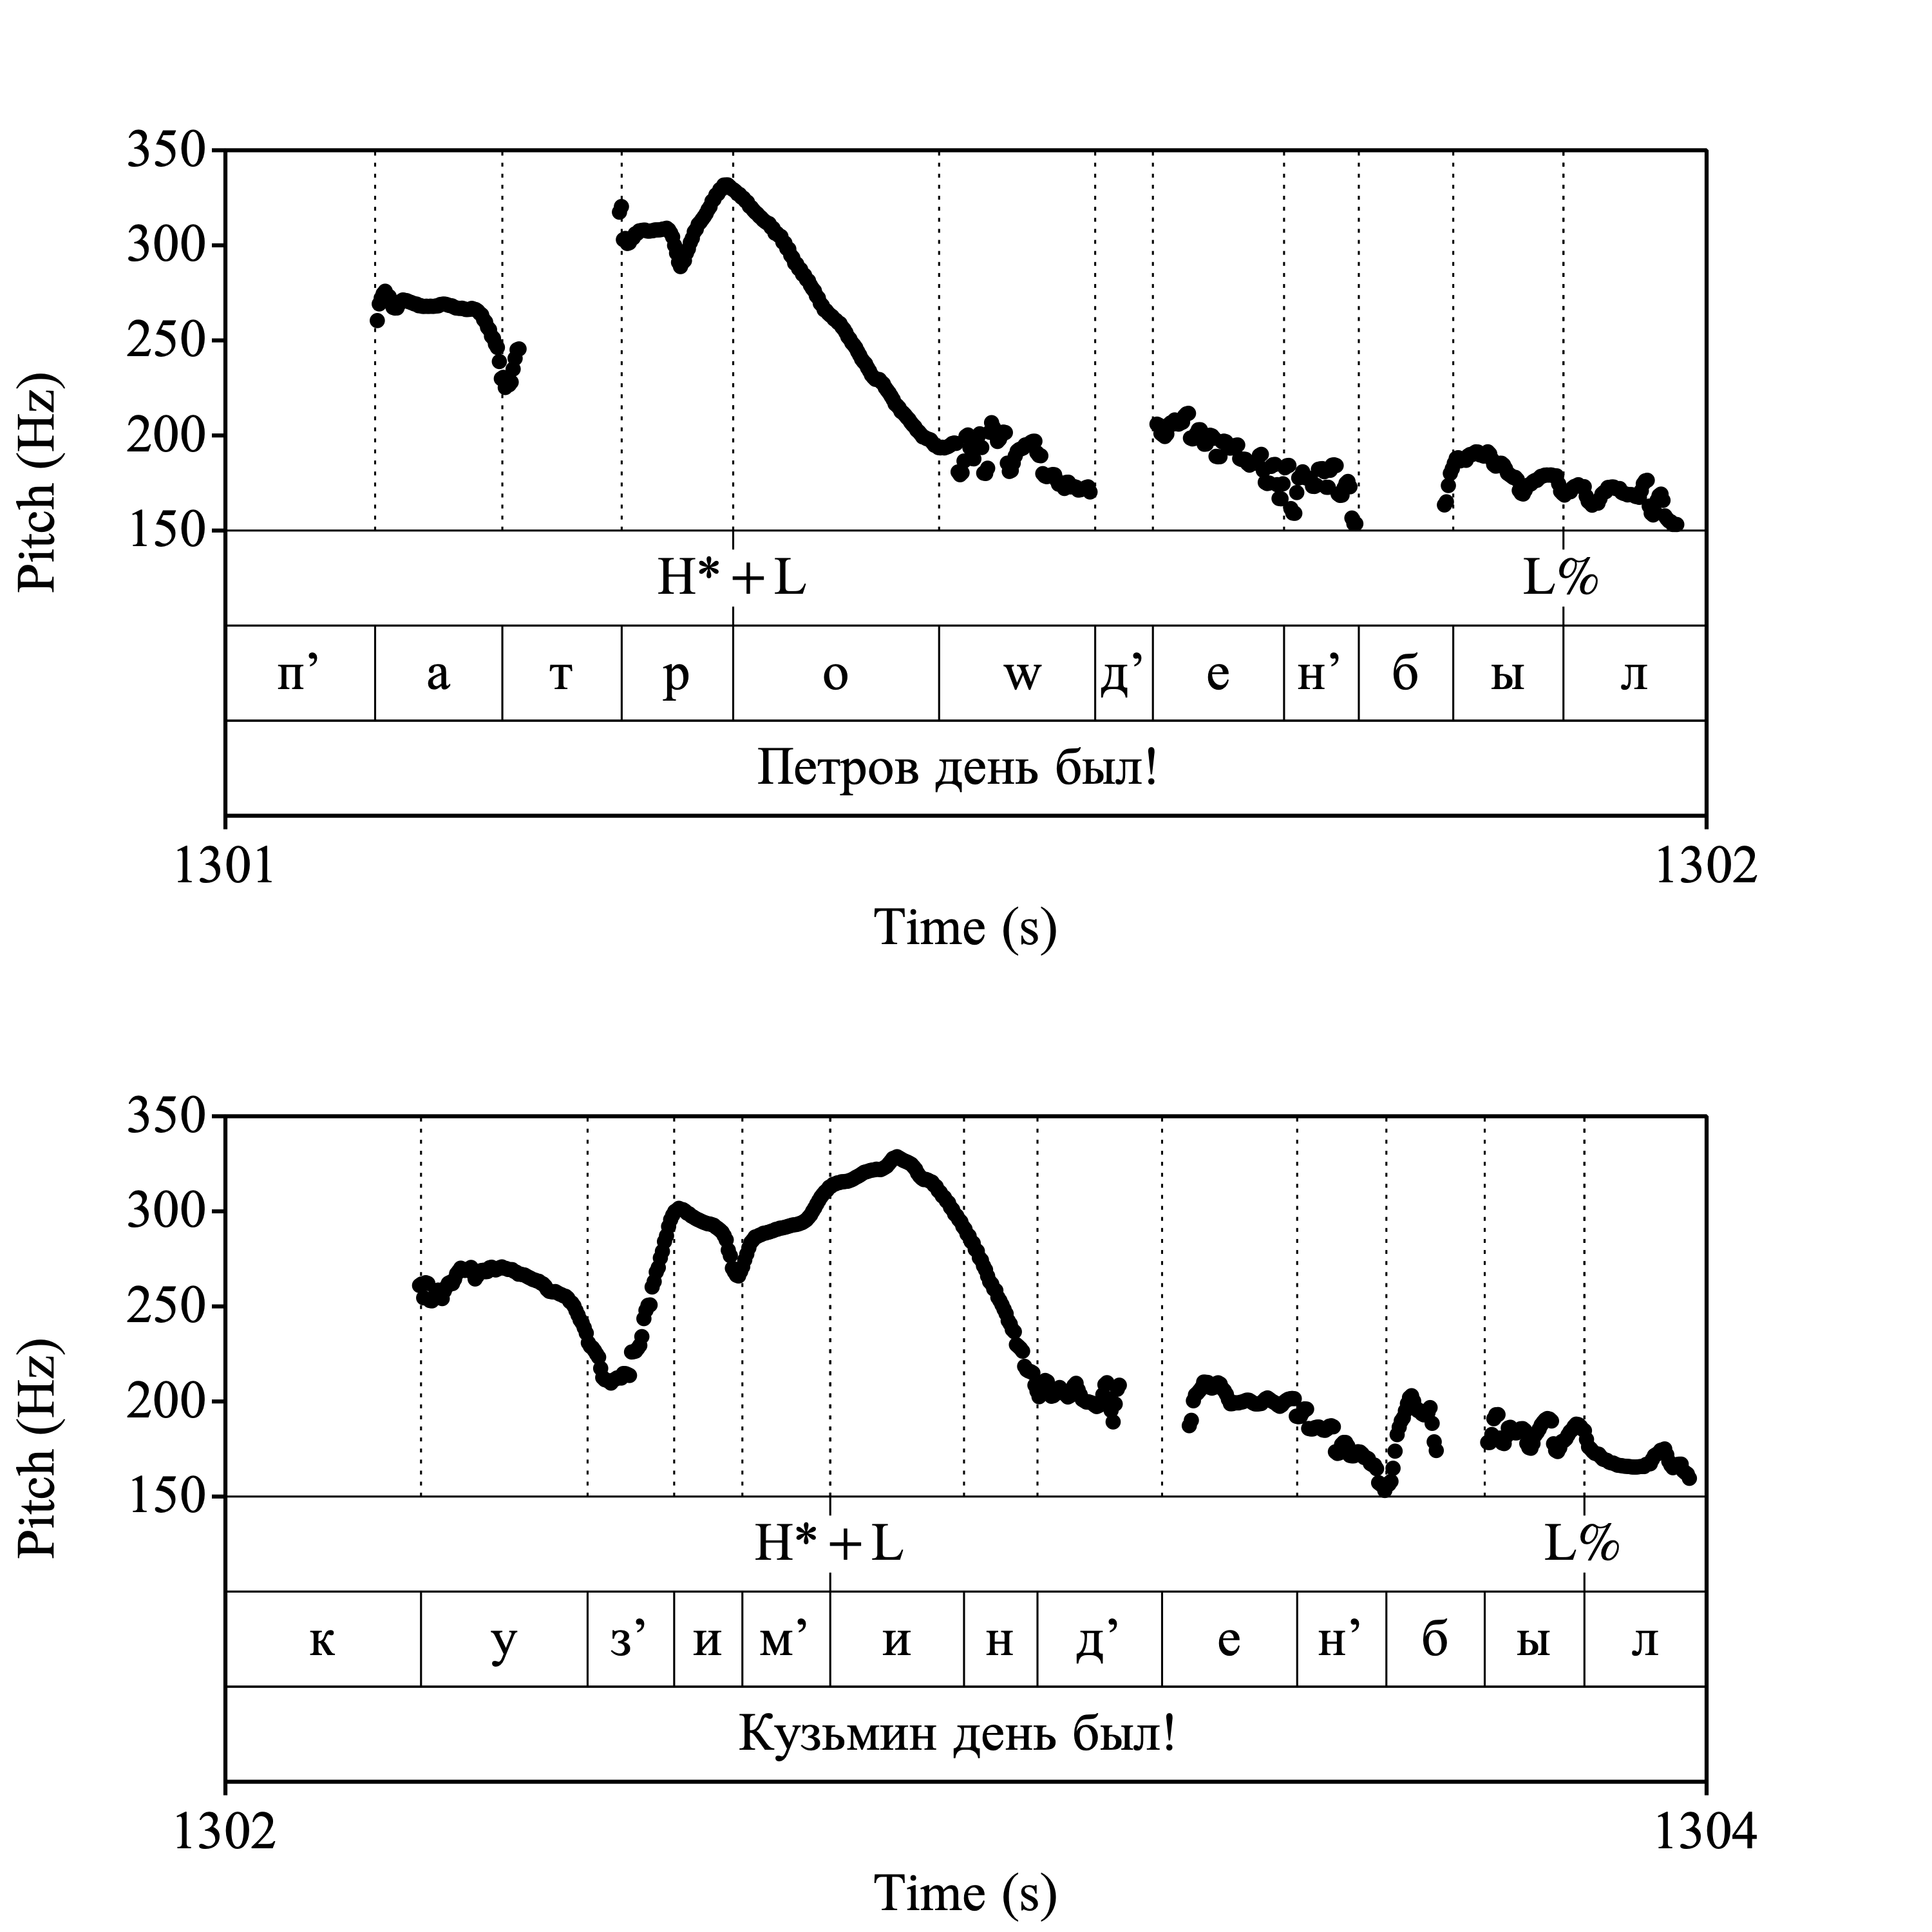 350
300
250
200
150
Pitch (Hz)
H* + L L%
п’ а т р о w д’ е н’ б ы л
Петров день был!
1301 1302
Time (s)
350
300
250
200
150
Pitch (Hz)
H* + L L%
к у з’ и м’ и н д’ е н’ б ы л
Кузьмин день был!
1302 1304
Time (s)